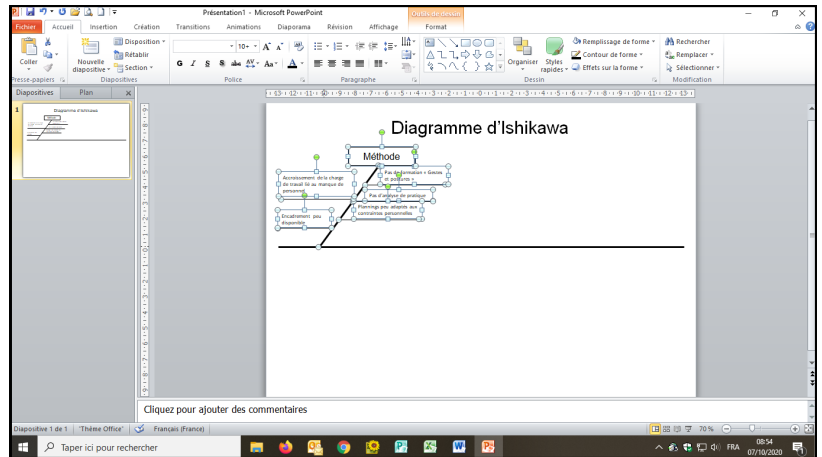 Présentation1 - Microsoft PowerPoint
Outils de dessin
Fichier Accueil Insertion Création Transitions Animations Diaporama Révision Affichage Format
Coller
Nouvelle diapositive
Disposition
Rétablir
Section
10+
G I S S abc AV Aa A
Organiser
Styles rapides
Remplissage de forme
Contour de forme
Effets sur la forme
Rechercher
Remplacer
Sélectionner
Presse-papiers Diapositives Police Paragraphe Dessin Modification
Diapositives Plan
1
Diagramme d'Ishikawa
Diagramme d'Ishikawa
Méthode
Accroissement de la charge
de travail lié au manque de
personnel
Pas de formation « Gestes
et postures »
Pas d'analyse de pratique
Plannings peu adaptés aux
contraintes personnelles
Encadrement peu
disponible
Cliquez pour ajouter des commentaires
Diapositive 1 de 1 "Thème Office" Français (France) 70 %
Taper ici pour rechercher
FRA
08:54
07/10/2020